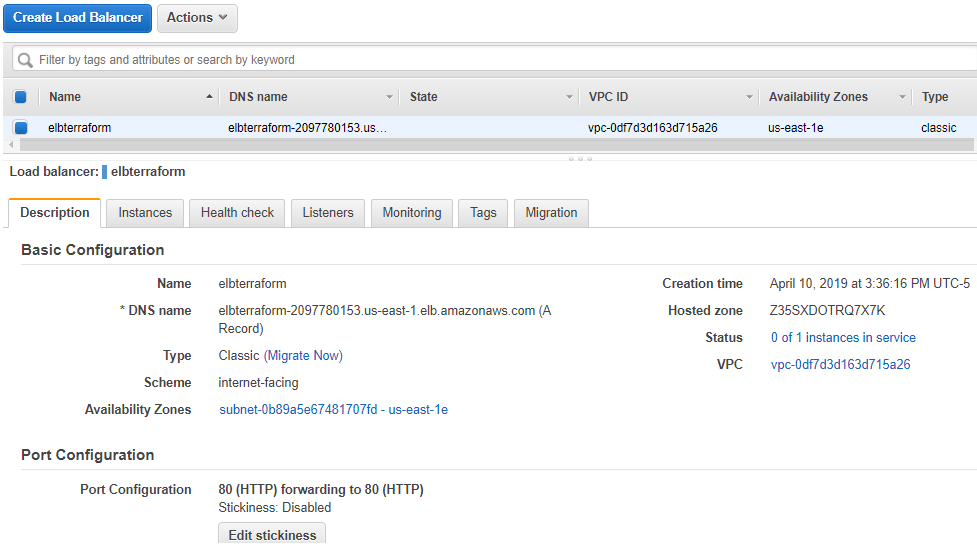 Create Load Balancer Actions
Filter by tags and attributes or search by keyword
Name DNS name State VPC ID Availability Zones Type
elbterraform elbterraform-2097780153.us... vpc-0df7d3d163d715a26 us-east-1e classic
Load balancer: elbterraform
Description Instances Health check Listeners Monitoring Tags Migration
Basic Configuration
Name elbterraform Creation time April 10, 2019 at 3:36:16 PM UTC-5
* DNS name elbterraform-2097780153.us-east-1.elb.amazonaws.com (A Hosted zone Z35SXDOTRQ7X7K
Record)
Status 0 of 1 instances in service
Type Classic (Migrate Now)
VPC vpc-0df7d3d163d715a26
Scheme internet-facing
Availability Zones subnet-0b89a5e67481707fd - us-east-1e
Port Configuration
Port Configuration 80 (HTTP) forwarding to 80 (HTTP)
Stickiness: Disabled
Edit stickiness